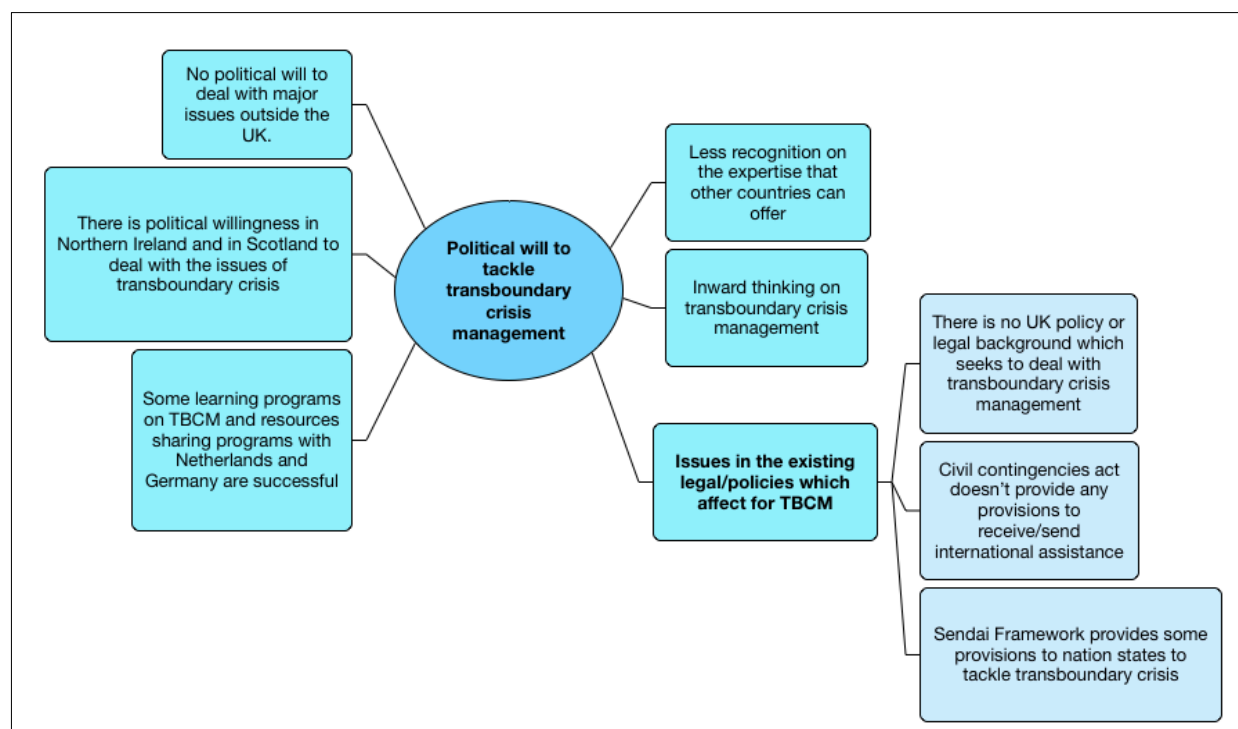 No political will to
deal with major
issues outside the
UK.
There is political willingness in
Northern Ireland and in Scotland to
deal with the issues of
transboundary crisis
Some learning programs
on TBCM and resources
sharing programs with
Netherlands and
Germany are successful
Political will to
tackle
transboundary
crisis
management
Less recognition on
the expertise that
other countries can
offer
Inward thinking on
transboundary crisis
management
Issues in the existing
legal/policies which
affect for TBCM
There is no UK policy or
legal background which
seeks to deal with
transboundary crisis
management
Civil contingencies act
doesn't provide any
provisions to
receive/send
international assistance
Sendai Framework provides some
provisions to nation states to
tackle transboundary crisis